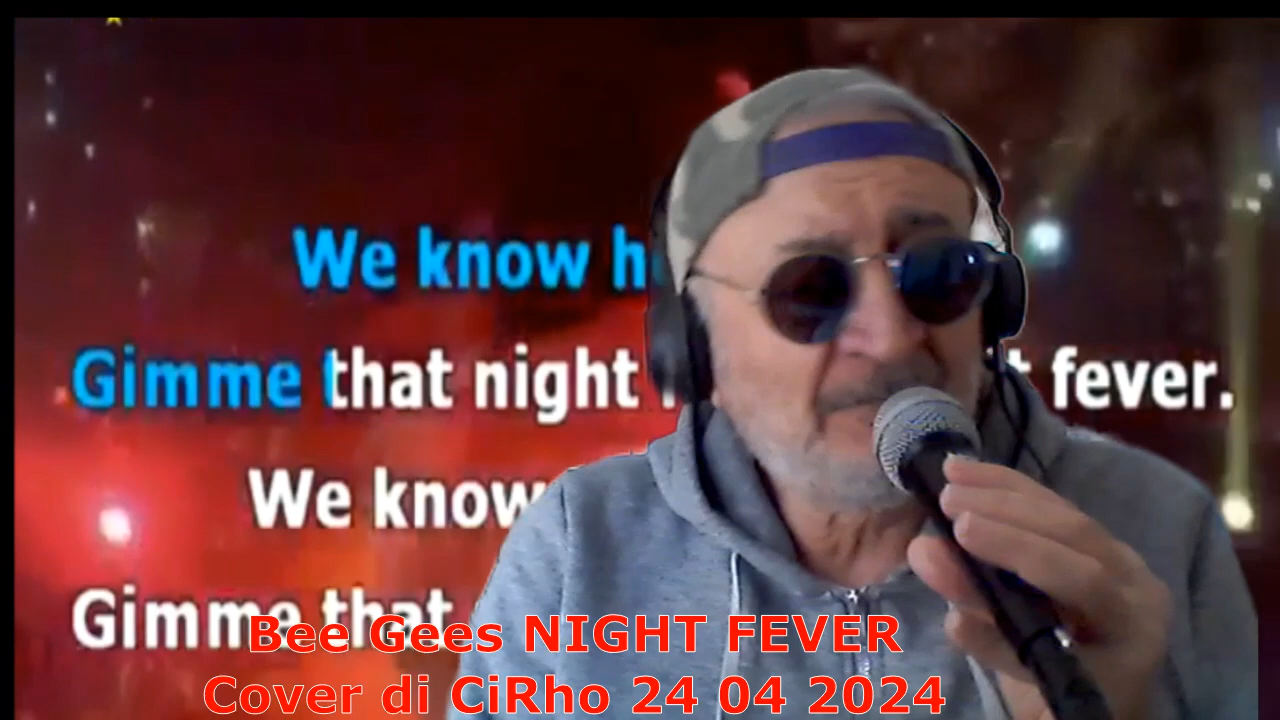 We know h
Gimme that night fever.
We know
Gimme that
Bee Gees NIGHT FEVER
Cover di CiRho 24 04 2024